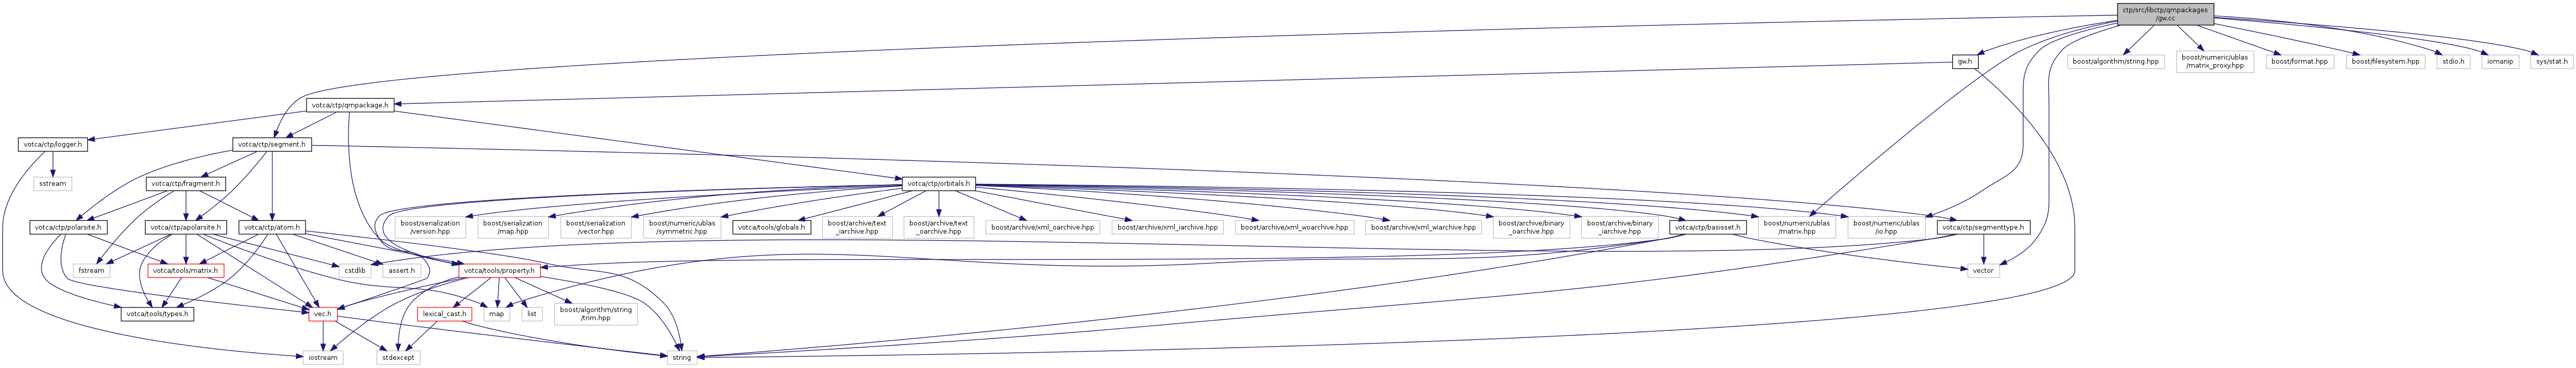 ctp/src/libctp/qmpackages
/gw.cc
gw.h
boost/algorithm/string.hpp
boost/numeric/ublas
/matrix_proxy.hpp
boost/format.hpp
boost/filesystem.hpp
stdio.h
iomanip
sys/stat.h
votca/ctp/qmpackage.h
votca/ctp/logger.h
votca/ctp/segment.h
sstream
votca/ctp/fragment.h
votca/ctp/orbitals.h
votca/ctp/polarsite.h
votca/ctp/apolarsite.h
votca/ctp/atom.h
boost/serialization
/version.hpp
boost/serialization
/map.hpp
boost/serialization
/vector.hpp
boost/numeric/ublas
/symmetric.hpp
votca/tools/globals.h
boost/archive/text
_iarchive.hpp
boost/archive/text
_oarchive.hpp
boost/archive/xml_oarchive.hpp
boost/archive/xml_iarchive.hpp
boost/archive/xml_woarchive.hpp
boost/archive/xml_wiarchive.hpp
boost/archive/binary
_oarchive.hpp
boost/archive/binary
_iarchive.hpp
votca/ctp/basisset.h
boost/numeric/ublas
/matrix.hpp
boost/numeric/ublas
/io.hpp
votca/ctp/segmenttype.h
fstream
votca/tools/matrix.h
cstdlib
assert.h
votca/tools/property.h
vector
votca/tools/types.h
vec.h
lexical_cast.h
map
list
boost/algorithm/string
/trim.hpp
iostream
stdexcept
string